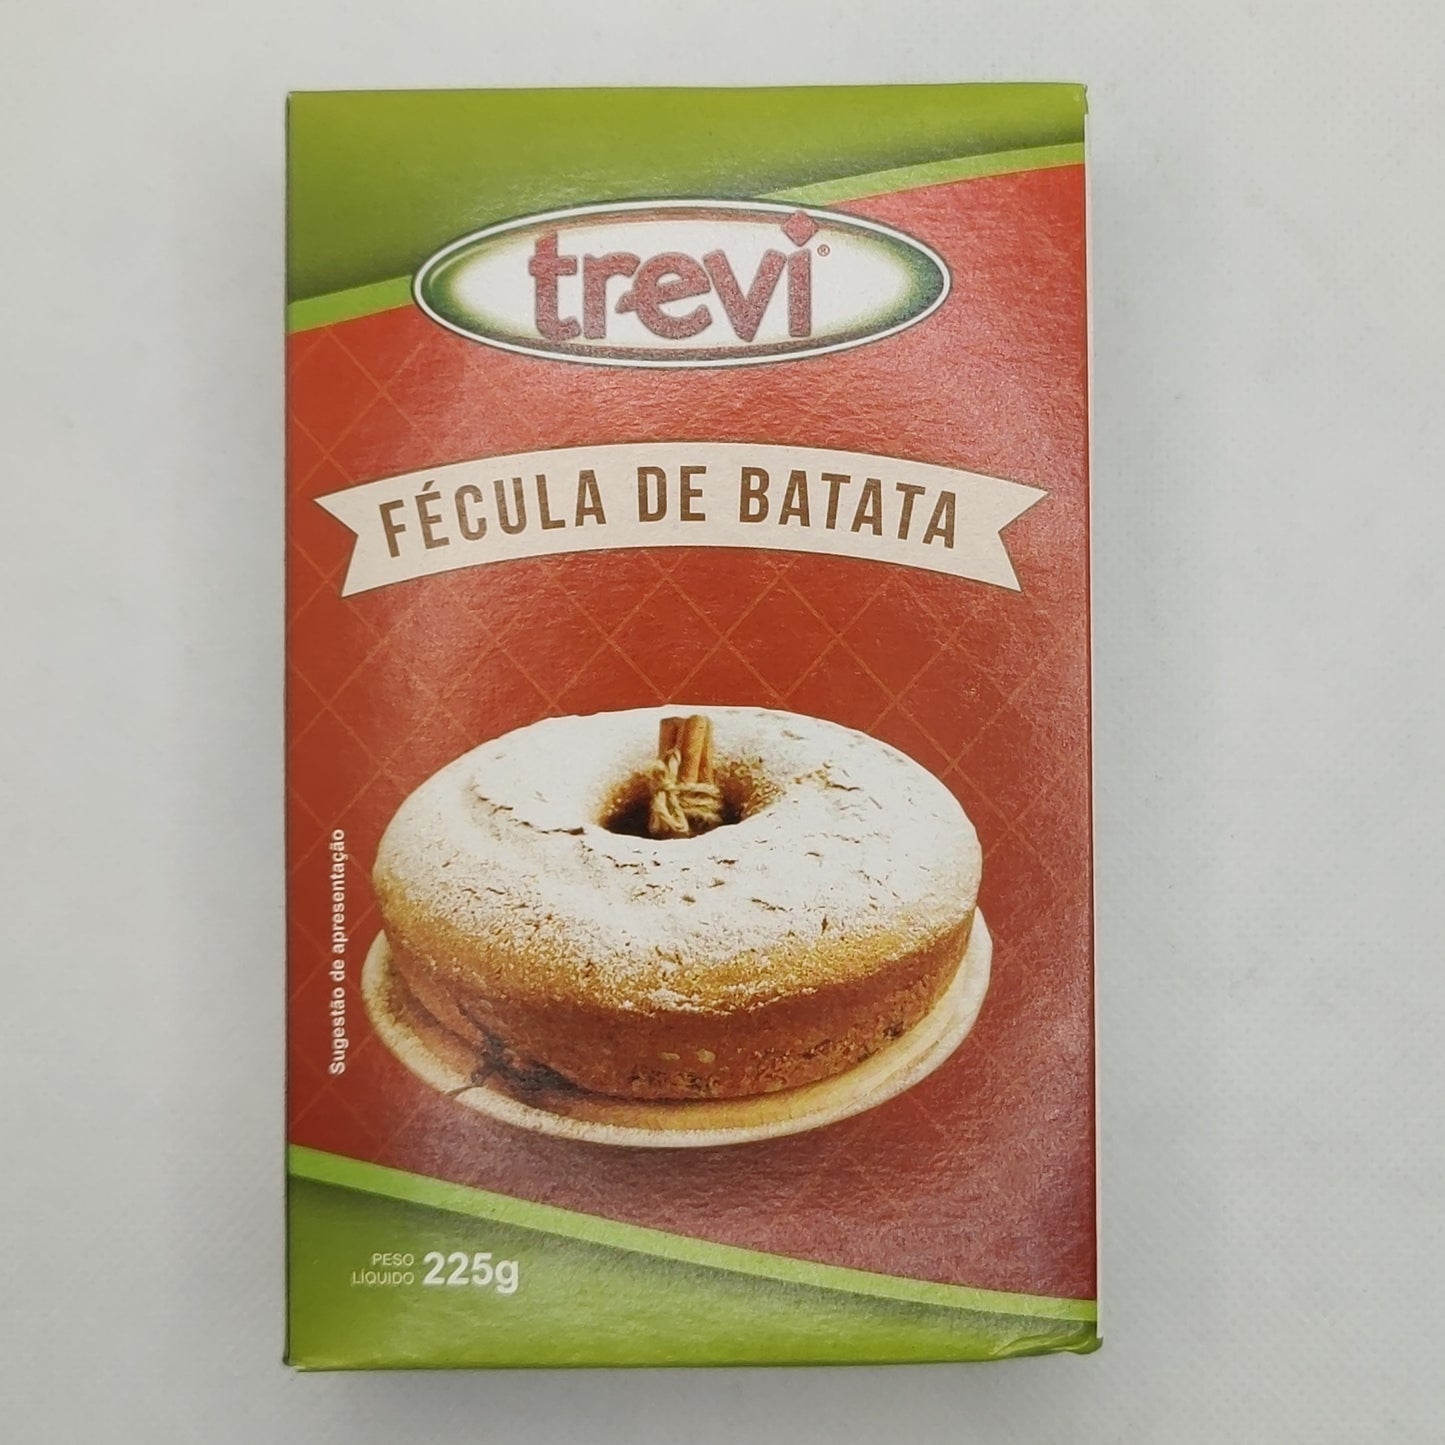 trevi®
FÉCULA DE BATATA
Sugestão de apresentação
PESO
LÍQUIDO 225g